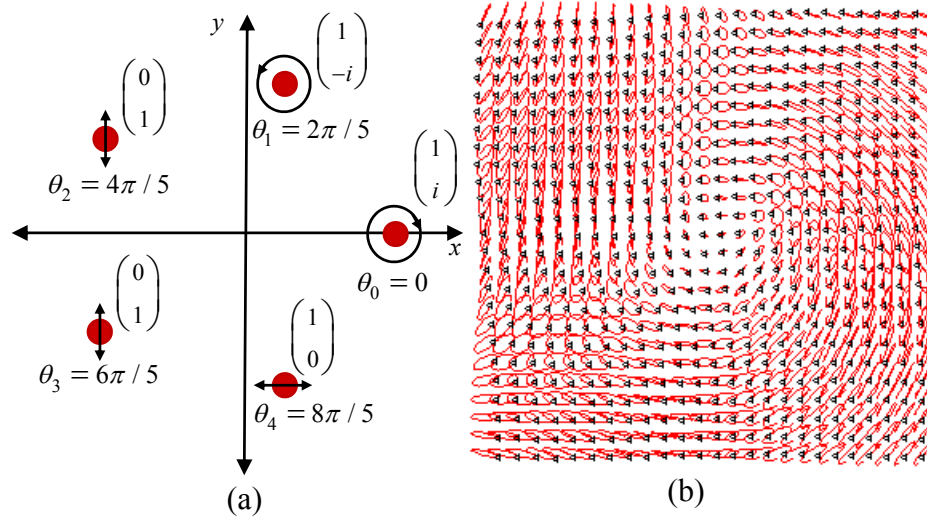 y
(1
-i)
θ₁ = 2π / 5
(0
1)
θ₂ = 4π / 5
(1
i)
x
θ₀ = 0
(0
1)
θ₃ = 6π / 5
(1
0)
θ₄ = 8π / 5
(a)
(b)